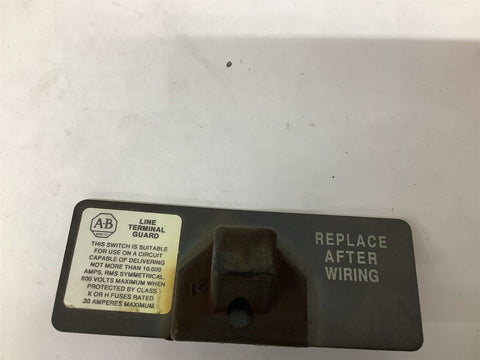 A-B
QUALITY
LINE
TERMINAL
GUARD
THIS SWITCH IS SUITABLE
FOR USE ON A CIRCUIT
CAPABLE OF DELIVERING
NOT MORE THAN 10,000
AMPS, RMS SYMMETRICAL,
600 VOLTS MAXIMUM WHEN
PROTECTED BY CLASS
K OR H FUSES RATED
30 AMPERES MAXIMUM.
REPLACE
AFTER
WIRING